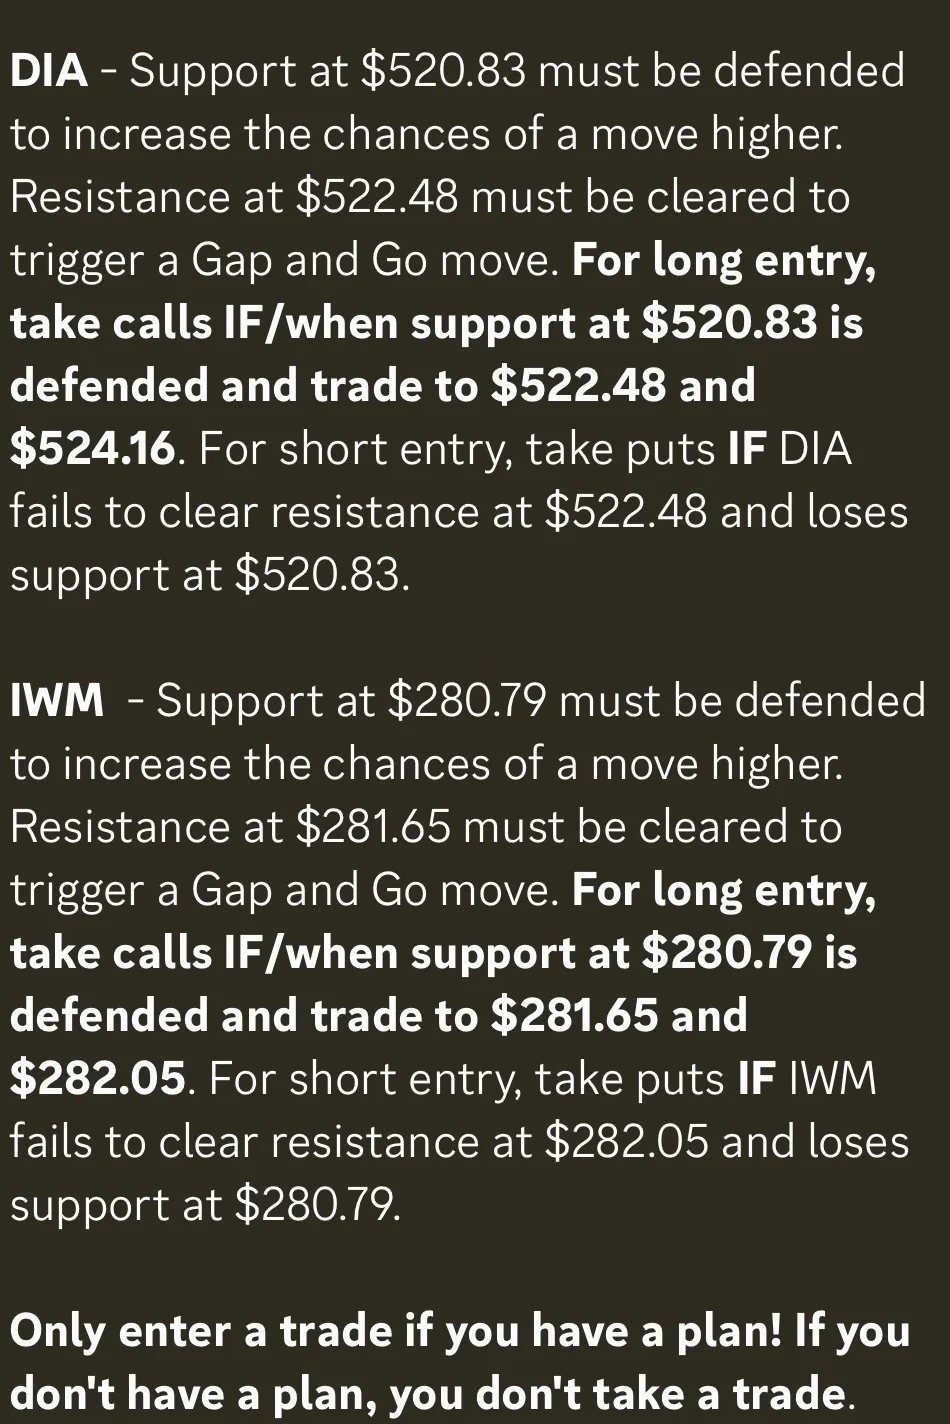 DIA - Support at $520.83 must be defended
to increase the chances of a move higher.
Resistance at $522.48 must be cleared to
trigger a Gap and Go move. For long entry,
take calls IF/when support at $520.83 is
defended and trade to $522.48 and
$524.16. For short entry, take puts IF DIA
fails to clear resistance at $522.48 and loses
support at $520.83.
IWM - Support at $280.79 must be defended
to increase the chances of a move higher.
Resistance at $281.65 must be cleared to
trigger a Gap and Go move. For long entry,
take calls IF/when support at $280.79 is
defended and trade to $281.65 and
$282.05. For short entry, take puts IF IWM
fails to clear resistance at $282.05 and loses
support at $280.79.
Only enter a trade if you have a plan! If you
don't have a plan, you don't take a trade.